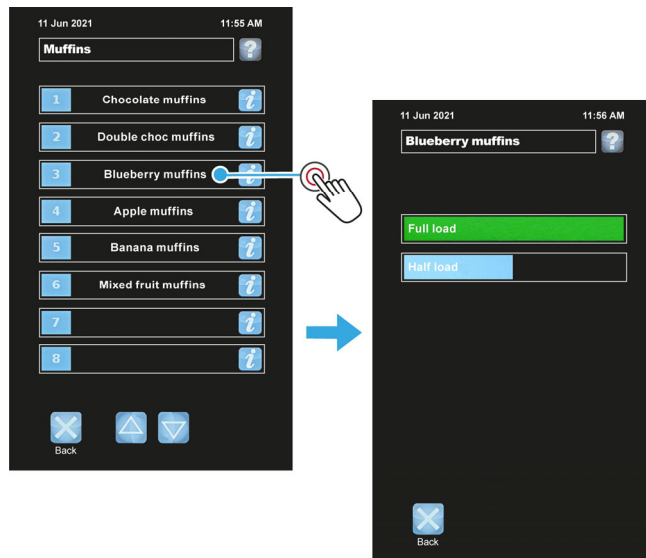 11 Jun 2021 11:55 AM
Muffins ?
1 Chocolate muffins i
2 Double choc muffins i
3 Blueberry muffins i
4 Apple muffins i
5 Banana muffins i
6 Mixed fruit muffins i
7 i
8 i
Back
11 Jun 2021 11:56 AM
Blueberry muffins ?
Full load
Half load
Back